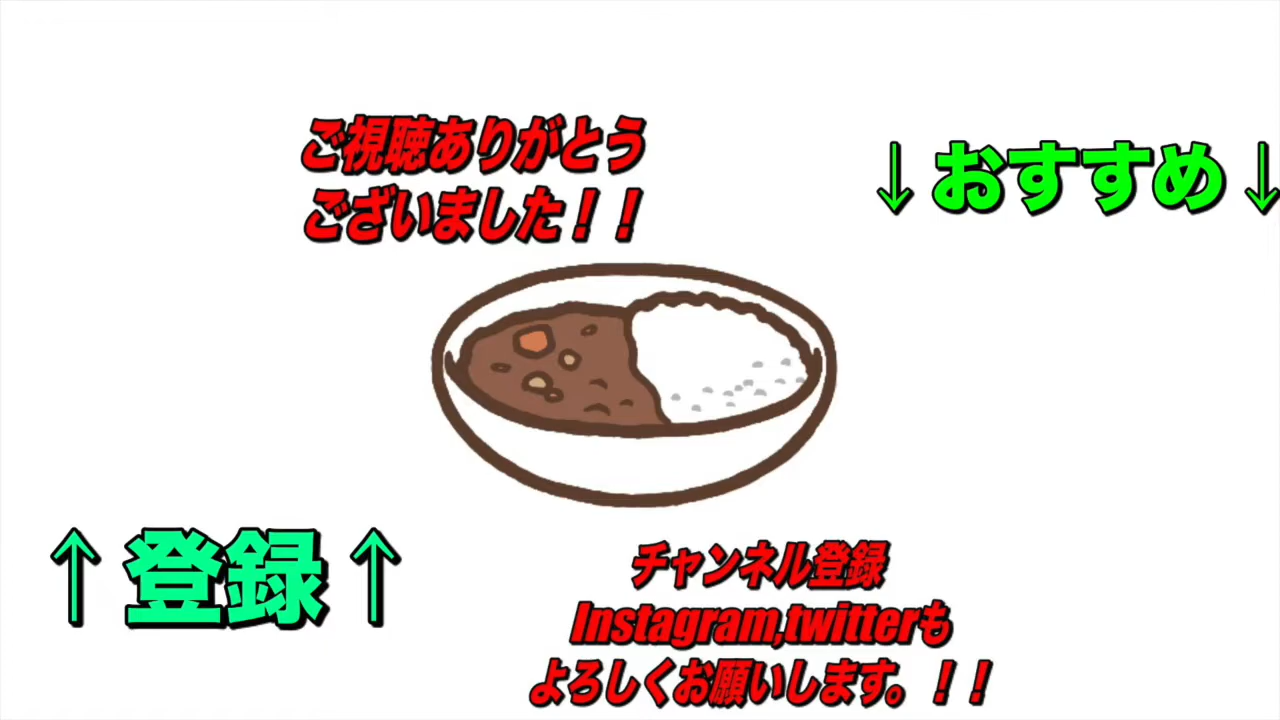 ご視聴ありがとう
ございました！！
↓おすすめ↓
↑登録↑
チャンネル登録
Instagram,twitterも
よろしくお願いします。！！